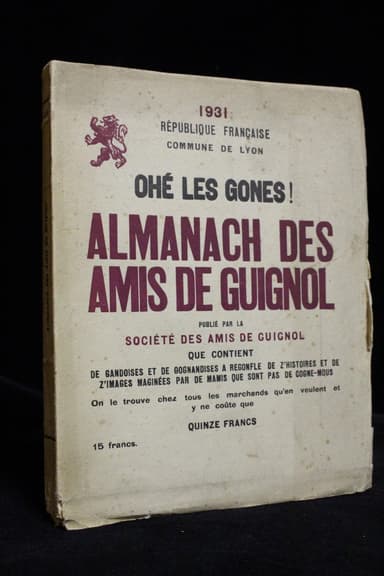 1931
RÉPUBLIQUE FRANÇAISE
COMMUNE DE LYON
OHÉ LES GONES !
ALMANACH DES
AMIS DE GUIGNOL
PUBLIÉ PAR LA
SOCIÉTÉ DES AMIS DE GUIGNOL
QUE CONTIENT
DE GANDOISES ET DE GOGNANDISES A REGONFLE DE Z'HISTOIRES ET DE
Z'IMAGES MAGINÉES PAR DE MAMIS QUE SONT PAS DE COGNE-MOUS
On le trouve chez tous les marchands qu'en veulent et
y ne coûte que
QUINZE FRANCS
15 francs.